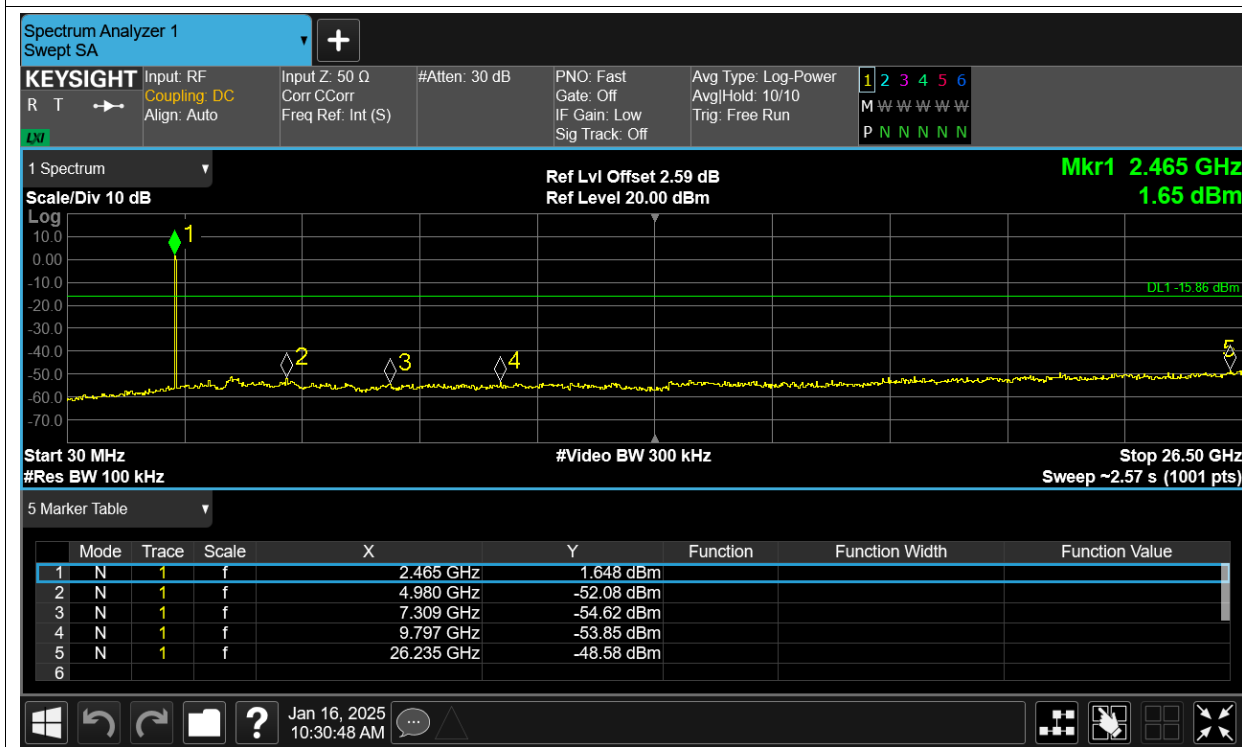 Spectrum Analyzer 1
Swept SA
+
KEYSIGHT
R T
LXI
Input: RF
Coupling: DC
Align: Auto
Input Z: 50 Ω
Corr CCorr
Freq Ref: Int (S)
#Atten: 30 dB
PNO: Fast
Gate: Off
IF Gain: Low
Sig Track: Off
Avg Type: Log-Power
Avg|Hold: 10/10
Trig: Free Run
1 2 3 4 5 6
M W W W W W
P N N N N N
1 Spectrum
Scale/Div 10 dB
Ref Lvl Offset 2.59 dB
Ref Level 20.00 dBm
Mkr1 2.465 GHz
1.65 dBm
Log
10.0
0.00
-10.0
-20.0
-30.0
-40.0
-50.0
-60.0
-70.0
1
2
3
4
5
DL1 -15.86 dBm
Start 30 MHz
#Res BW 100 kHz
#Video BW 300 kHz
Stop 26.50 GHz
Sweep ~2.57 s (1001 pts)
5 Marker Table
Mode Trace Scale X Y Function Function Width Function Value
1 N 1 f 2.465 GHz 1.648 dBm
2 N 1 f 4.980 GHz -52.08 dBm
3 N 1 f 7.309 GHz -54.62 dBm
4 N 1 f 9.797 GHz -53.85 dBm
5 N 1 f 26.235 GHz -48.58 dBm
6
?
Jan 16, 2025
10:30:48 AM